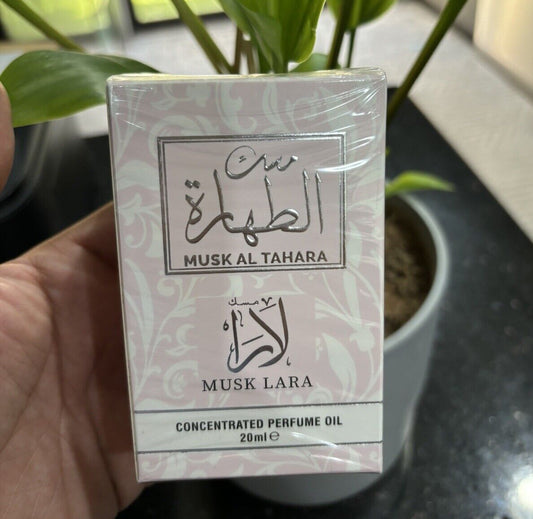 مسك
الطهارة
MUSK AL TAHARA
مسك
لارا
MUSK LARA
CONCENTRATED PERFUME OIL
20ml ℮